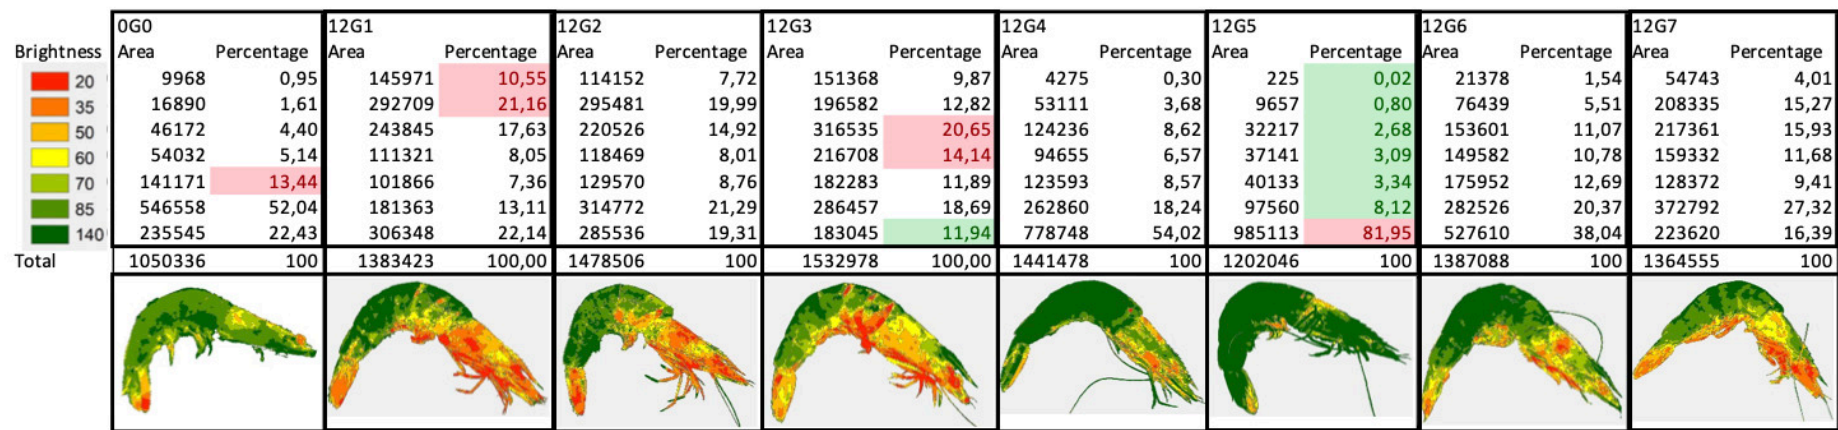 0G0 12G1 12G2 12G3 12G4 12G5 12G6 12G7
Brightness Area Percentage Area Percentage Area Percentage Area Percentage Area Percentage Area Percentage Area Percentage Area Percentage
20 9968 0,95 145971 10,55 114152 7,72 151368 9,87 4275 0,30 225 0,02 21378 1,54 54743 4,01
35 16890 1,61 292709 21,16 295481 19,99 196582 12,82 53111 3,68 9657 0,80 76439 5,51 208335 15,27
50 46172 4,40 243845 17,63 220526 14,92 316535 20,65 124236 8,62 32217 2,68 153601 11,07 217361 15,93
60 54032 5,14 111321 8,05 118469 8,01 216708 14,14 94655 6,57 37141 3,09 149582 10,78 159332 11,68
70 141171 13,44 101866 7,36 129570 8,76 182283 11,89 123593 8,57 40133 3,34 175952 12,69 128372 9,41
85 546558 52,04 181363 13,11 314772 21,29 286457 18,69 262860 18,24 97560 8,12 282526 20,37 372792 27,32
140 235545 22,43 306348 22,14 285536 19,31 183045 11,94 778748 54,02 985113 81,95 527610 38,04 223620 16,39
Total 1050336 100 1383423 100,00 1478506 100 1532978 100,00 1441478 100 1202046 100 1387088 100 1364555 100